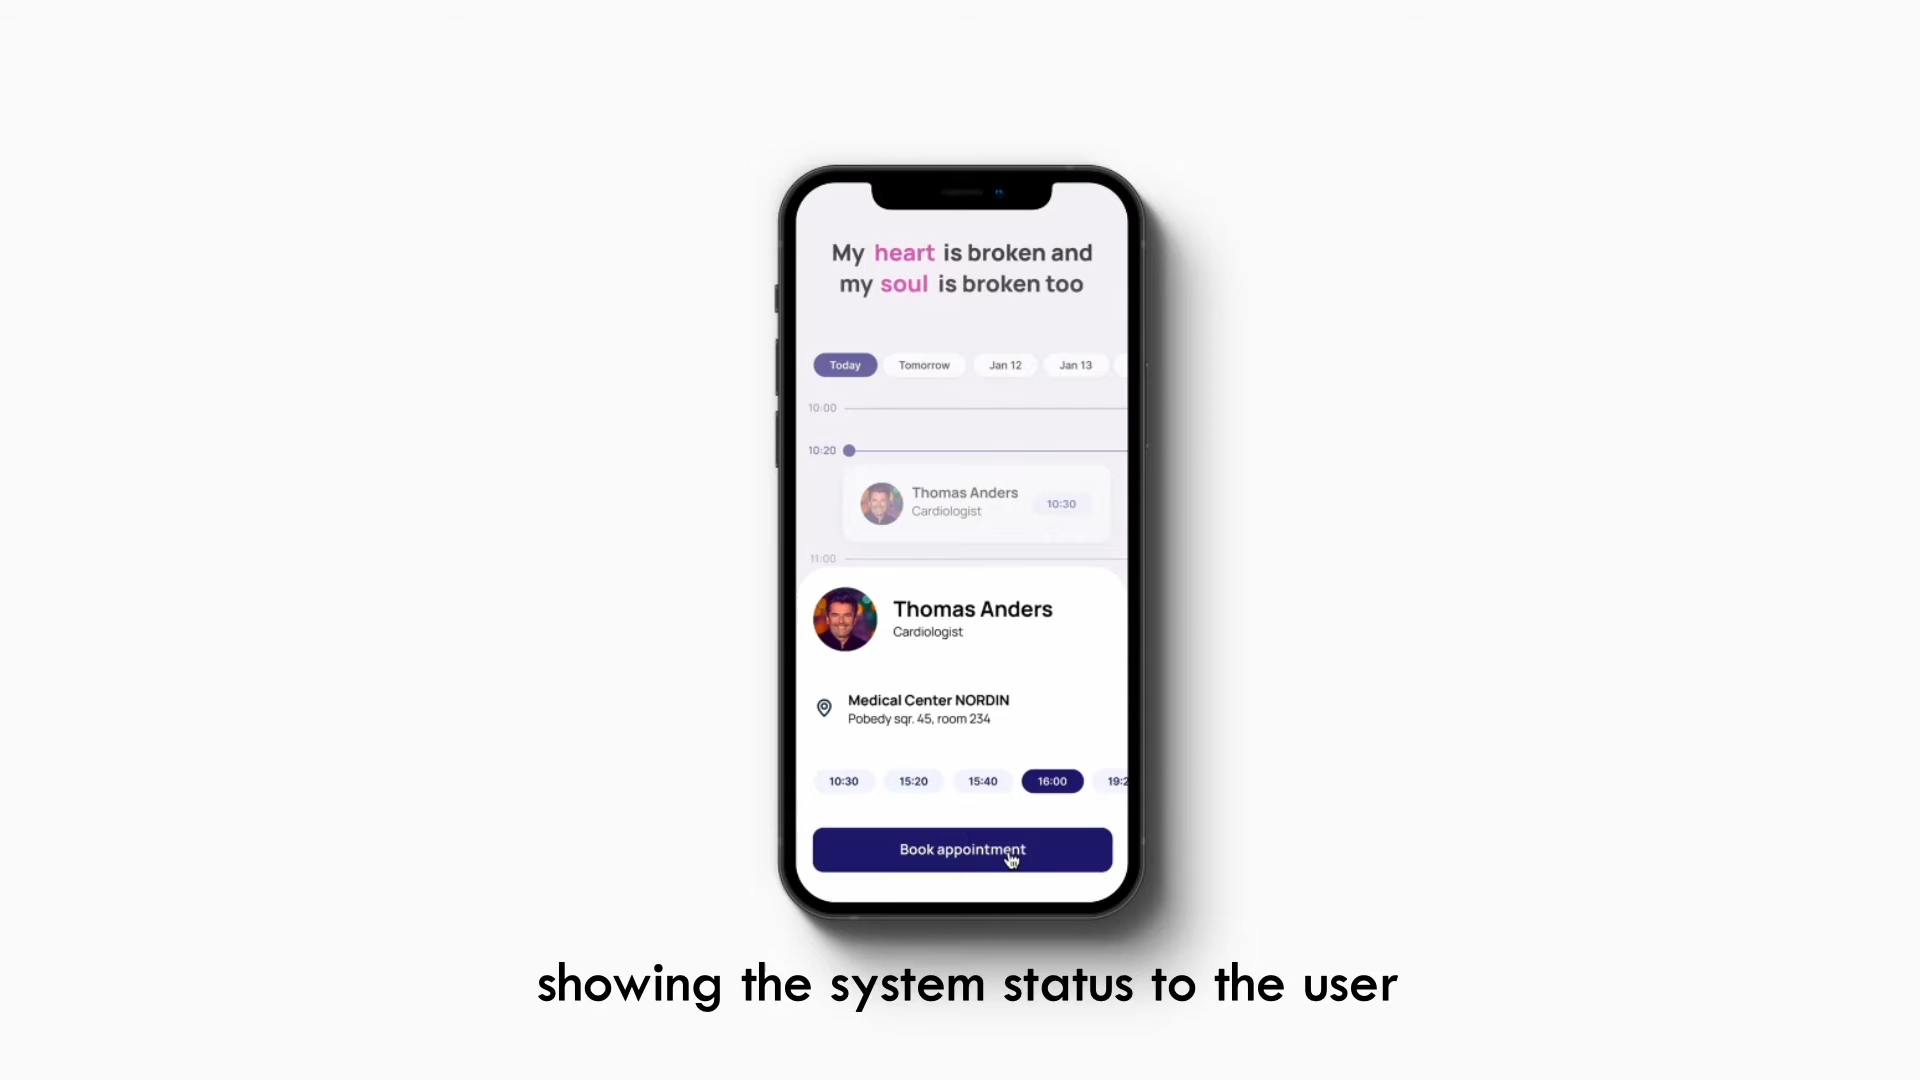 My heart is broken and
my soul is broken too
Today Tomorrow Jan 12 Jan 13
10:00
10:20
Thomas Anders
Cardiologist
10:30
11:00
Thomas Anders
Cardiologist
Medical Center NORDIN
Pobedy sqr. 45, room 234
10:30 15:20 15:40 16:00
Book appointment
showing the system status to the user